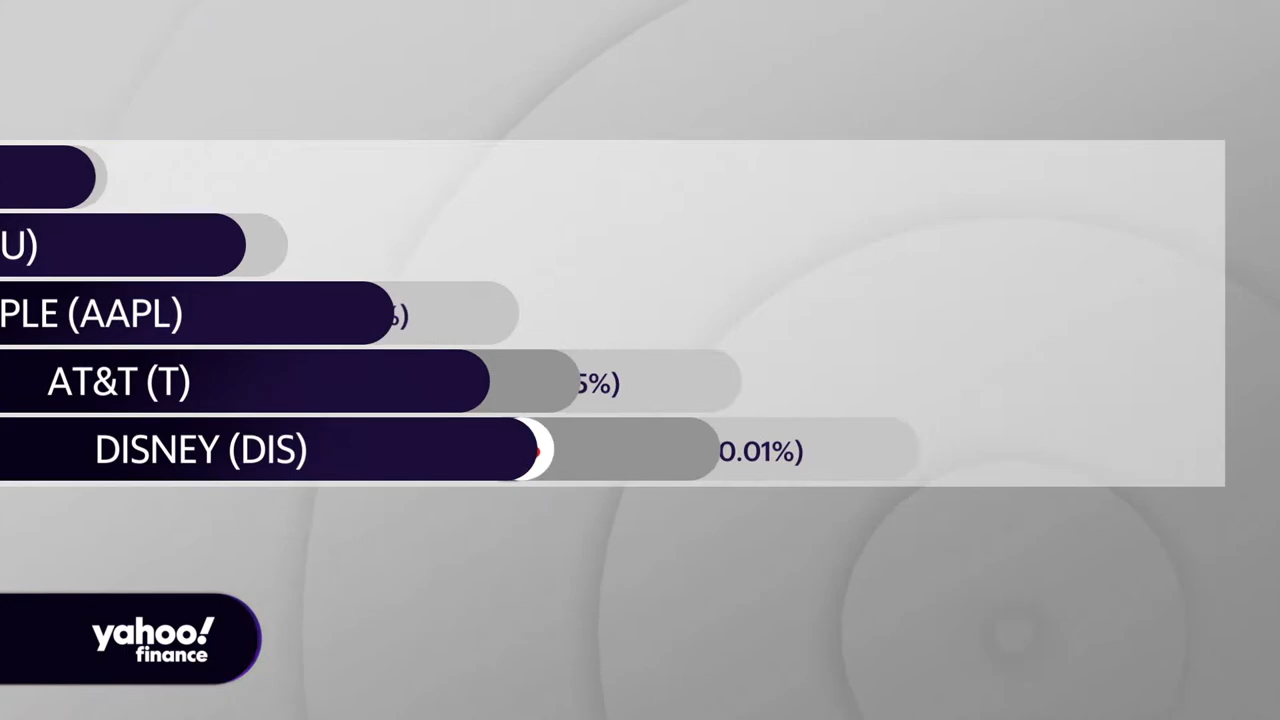 U)
PLE (AAPL) %)
AT&T (T) 5%)
DISNEY (DIS) 0.01%)
yahoo!
finance